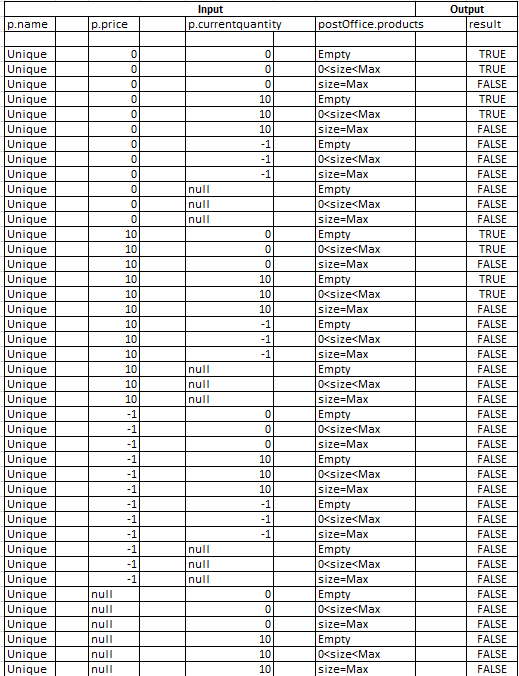 Input Output
p.name p.price p.currentquantity postOffice.products result
Unique 0 0 Empty TRUE
Unique 0 0 0<size<Max TRUE
Unique 0 0 size=Max FALSE
Unique 0 10 Empty TRUE
Unique 0 10 0<size<Max TRUE
Unique 0 10 size=Max FALSE
Unique 0 -1 Empty FALSE
Unique 0 -1 0<size<Max FALSE
Unique 0 -1 size=Max FALSE
Unique 0 null Empty FALSE
Unique 0 null 0<size<Max FALSE
Unique 0 null size=Max FALSE
Unique 10 0 Empty TRUE
Unique 10 0 0<size<Max TRUE
Unique 10 0 size=Max FALSE
Unique 10 10 Empty TRUE
Unique 10 10 0<size<Max TRUE
Unique 10 10 size=Max FALSE
Unique 10 -1 Empty FALSE
Unique 10 -1 0<size<Max FALSE
Unique 10 -1 size=Max FALSE
Unique 10 null Empty FALSE
Unique 10 null 0<size<Max FALSE
Unique 10 null size=Max FALSE
Unique -1 0 Empty FALSE
Unique -1 0 0<size<Max FALSE
Unique -1 0 size=Max FALSE
Unique -1 10 Empty FALSE
Unique -1 10 0<size<Max FALSE
Unique -1 10 size=Max FALSE
Unique -1 -1 Empty FALSE
Unique -1 -1 0<size<Max FALSE
Unique -1 -1 size=Max FALSE
Unique -1 null Empty FALSE
Unique -1 null 0<size<Max FALSE
Unique -1 null size=Max FALSE
Unique null 0 Empty FALSE
Unique null 0 0<size<Max FALSE
Unique null 0 size=Max FALSE
Unique null 10 Empty FALSE
Unique null 10 0<size<Max FALSE
Unique null 10 size=Max FALSE